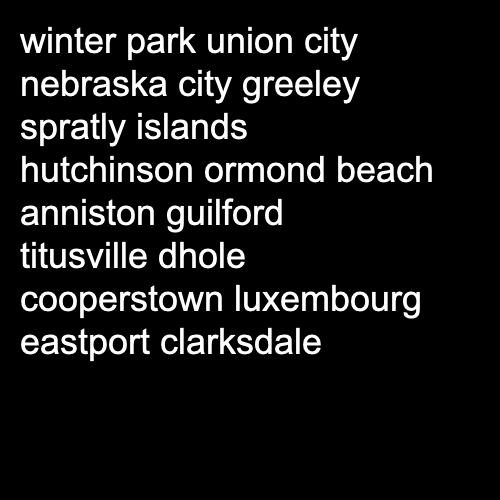 winter park union city
nebraska city greeley
spratly islands
hutchinson ormond beach
anniston guilford
titusville dhole
cooperstown luxembourg
eastport clarksdale